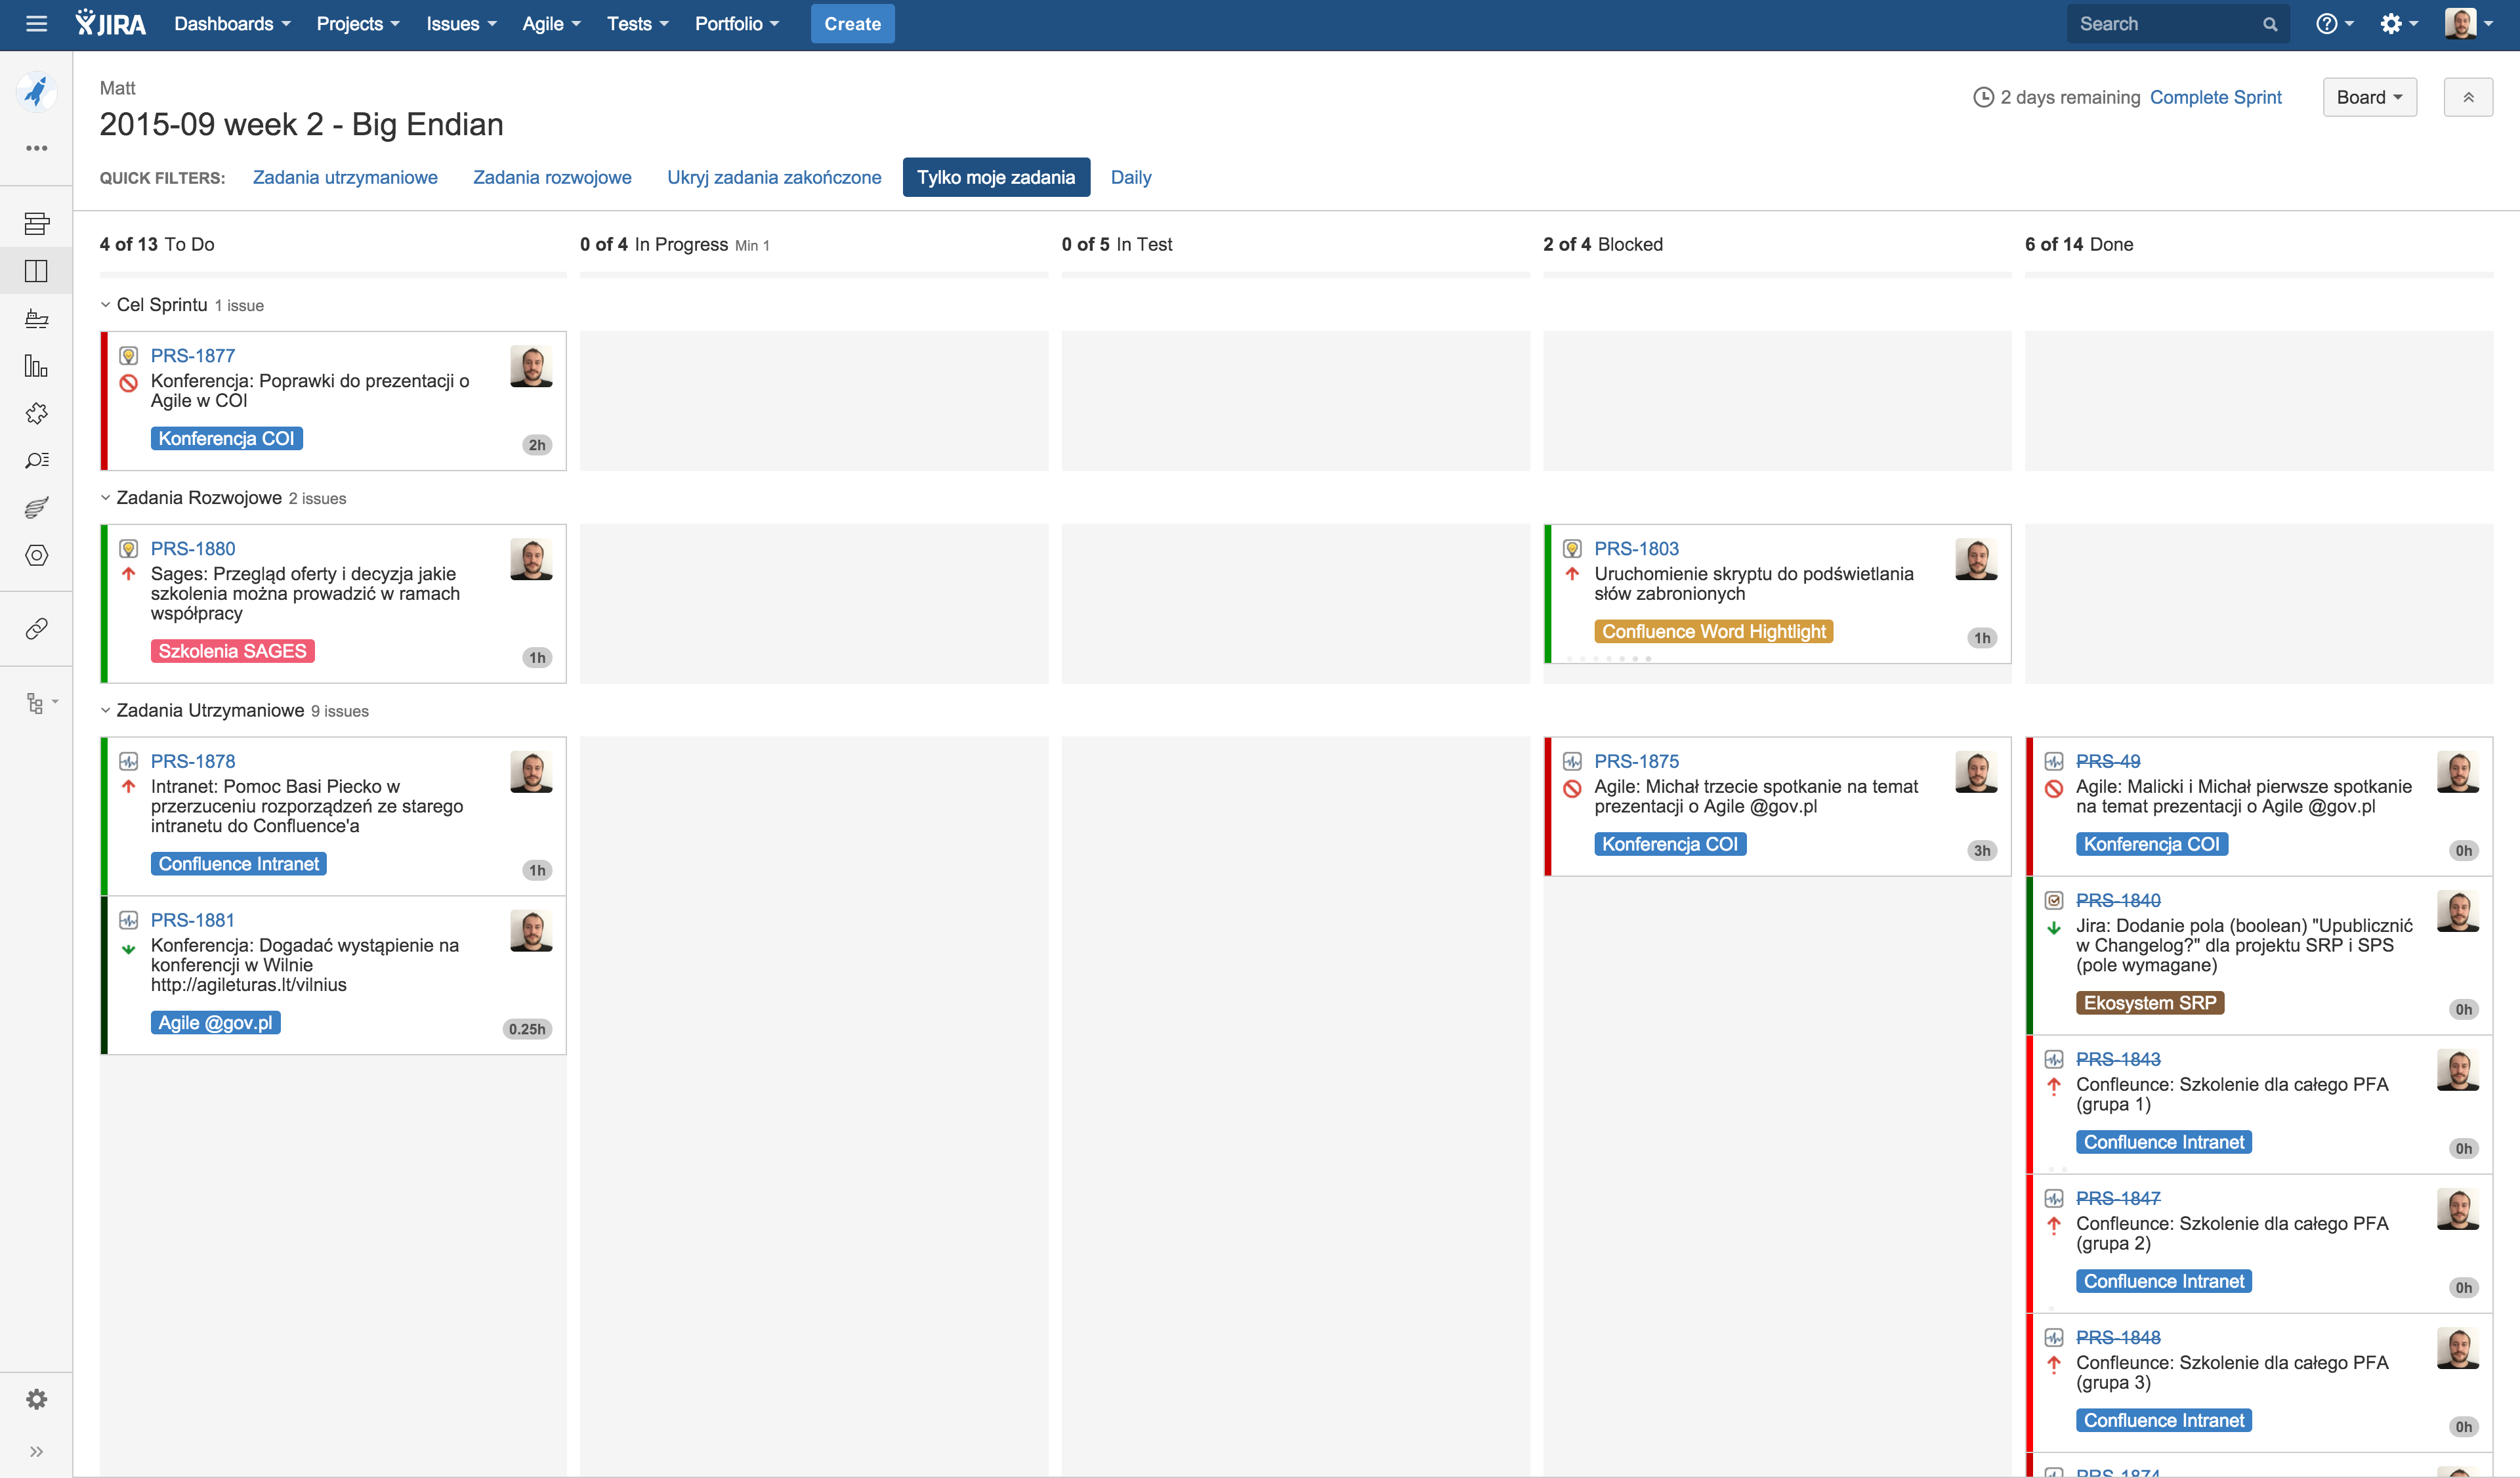 JIRA Dashboards Projects Issues Agile Tests Portfolio Create Search
Matt
2015-09 week 2 - Big Endian
2 days remaining Complete Sprint Board
QUICK FILTERS: Zadania utrzymaniowe Zadania rozwojowe Ukryj zadania zakończone Tylko moje zadania Daily
4 of 13 To Do 0 of 4 In Progress Min 1 0 of 5 In Test 2 of 4 Blocked 6 of 14 Done
Cel Sprintu 1 issue
PRS-1877
Konferencja: Poprawki do prezentacji o
Agile w COI
Konferencja COI
2h
Zadania Rozwojowe 2 issues
PRS-1880
Sages: Przegląd oferty i decyzja jakie
szkolenia można prowadzić w ramach
współpracy
Szkolenia SAGES
1h
PRS-1803
Uruchomienie skryptu do podświetlania
słów zabronionych
Confluence Word Hightlight
1h
Zadania Utrzymaniowe 9 issues
PRS-1878
Intranet: Pomoc Basi Piecko w
przerzuceniu rozporządzeń ze starego
intranetu do Confluence'a
Confluence Intranet
1h
PRS-1881
Konferencja: Dogadać wystąpienie na
konferencji w Wilnie
http://agileturas.lt/vilnius
Agile @gov.pl
0.25h
PRS-1875
Agile: Michał trzecie spotkanie na temat
prezentacji o Agile @gov.pl
Konferencja COI
3h
PRS-49
Agile: Malicki i Michał pierwsze spotkanie
na temat prezentacji o Agile @gov.pl
Konferencja COI
0h
PRS-1840
Jira: Dodanie pola (boolean) "Upublicznić
w Changelog?" dla projektu SRP i SPS
(pole wymagane)
Ekosystem SRP
0h
PRS-1843
Confleunce: Szkolenie dla całego PFA
(grupa 1)
Confluence Intranet
0h
PRS-1847
Confleunce: Szkolenie dla całego PFA
(grupa 2)
Confluence Intranet
0h
PRS-1848
Confleunce: Szkolenie dla całego PFA
(grupa 3)
Confluence Intranet
0h
PRS-1874